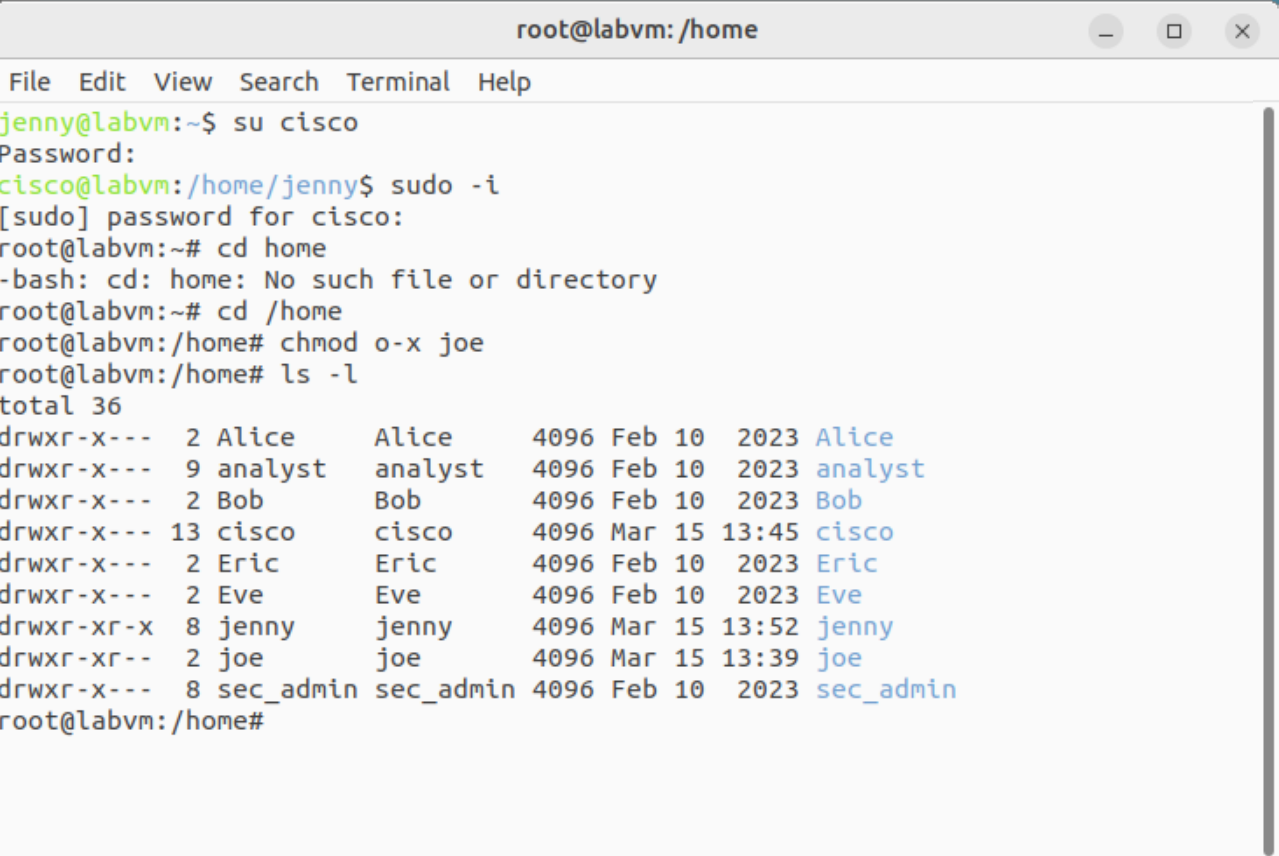 root@labvm: /home
File Edit View Search Terminal Help
jenny@labvm:~$ su cisco
Password:
cisco@labvm:/home/jenny$ sudo -i
[sudo] password for cisco:
root@labvm:~# cd home
-bash: cd: home: No such file or directory
root@labvm:~# cd /home
root@labvm:/home# chmod o-x joe
root@labvm:/home# ls -l
total 36
drwxr-x---  2 Alice     Alice     4096 Feb 10  2023 Alice
drwxr-x---  9 analyst   analyst   4096 Feb 10  2023 analyst
drwxr-x---  2 Bob       Bob       4096 Feb 10  2023 Bob
drwxr-x--- 13 cisco     cisco     4096 Mar 15 13:45 cisco
drwxr-x---  2 Eric      Eric      4096 Feb 10  2023 Eric
drwxr-x---  2 Eve       Eve       4096 Feb 10  2023 Eve
drwxr-xr-x  8 jenny     jenny     4096 Mar 15 13:52 jenny
drwxr-xr--  2 joe       joe       4096 Mar 15 13:39 joe
drwxr-x---  8 sec_admin sec_admin 4096 Feb 10  2023 sec_admin
root@labvm:/home#